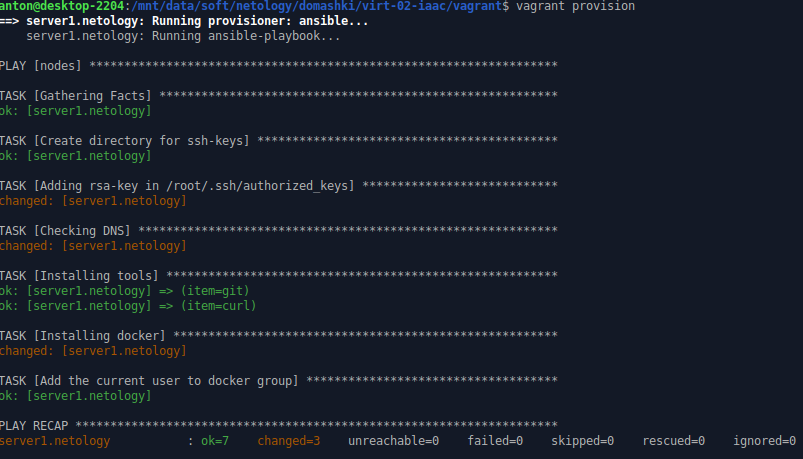 anton@desktop-2204:/mnt/data/soft/netology/domashki/virt-02-iaac/vagrant$ vagrant provision
==> server1.netology: Running provisioner: ansible...
    server1.netology: Running ansible-playbook...

PLAY [nodes] *******************************************************************

TASK [Gathering Facts] *********************************************************
ok: [server1.netology]

TASK [Create directory for ssh-keys] *******************************************
ok: [server1.netology]

TASK [Adding rsa-key in /root/.ssh/authorized_keys] ****************************
changed: [server1.netology]

TASK [Checking DNS] ************************************************************
changed: [server1.netology]

TASK [Installing tools] ********************************************************
ok: [server1.netology] => (item=git)
ok: [server1.netology] => (item=curl)

TASK [Installing docker] *******************************************************
changed: [server1.netology]

TASK [Add the current user to docker group] ************************************
ok: [server1.netology]

PLAY RECAP *********************************************************************
server1.netology           : ok=7    changed=3    unreachable=0    failed=0    skipped=0    rescued=0    ignored=0